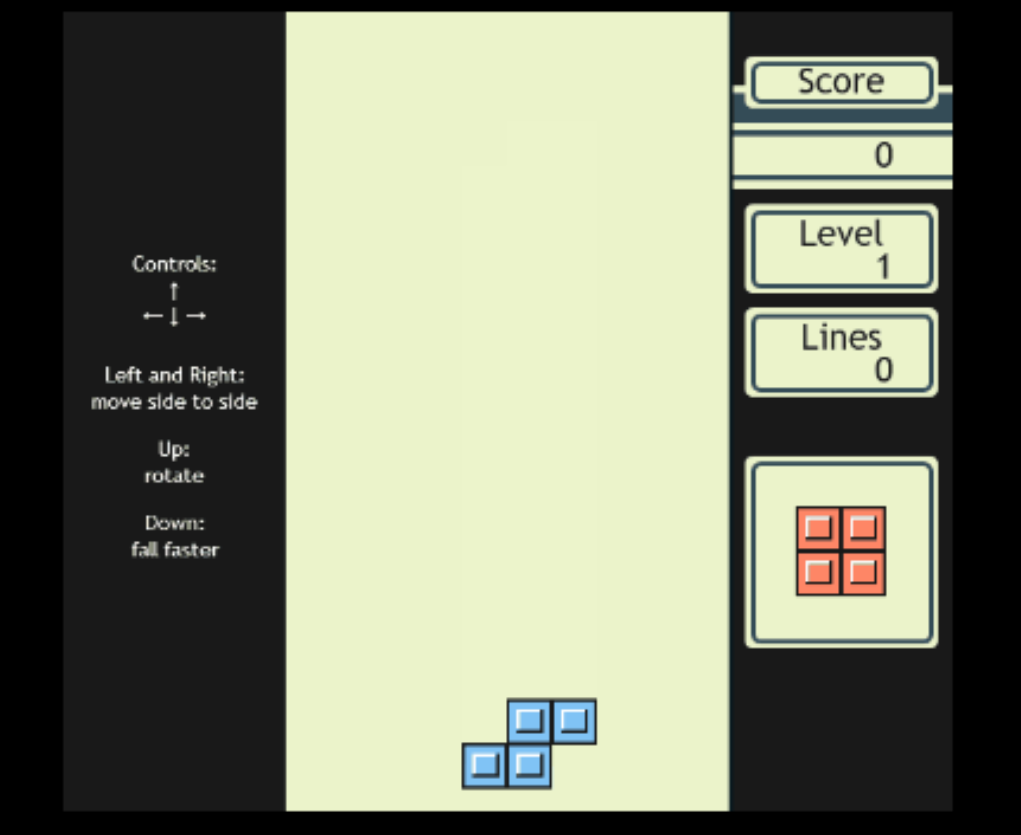 Controls:
↑
←↓→
Left and Right:
move side to side
Up:
rotate
Down:
fall faster
Score
0
Level
1
Lines
0